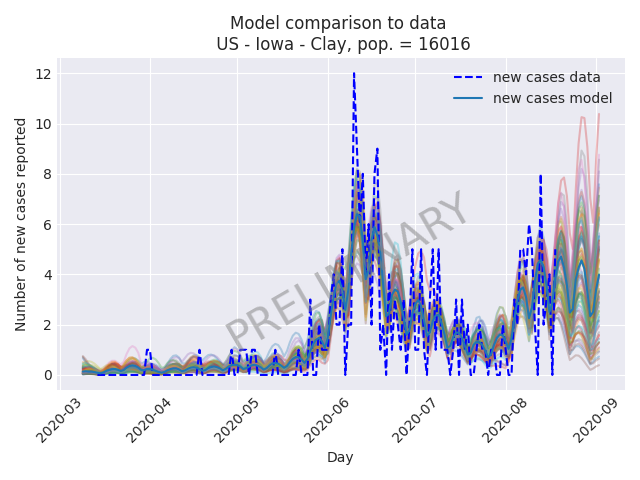 Model comparison to data
US - Iowa - Clay, pop. = 16016
new cases data
new cases model
Number of new cases reported
12
10
8
6
4
2
0
PRELIMINARY
2020-03
2020-04
2020-05
2020-06
2020-07
2020-08
2020-09
Day